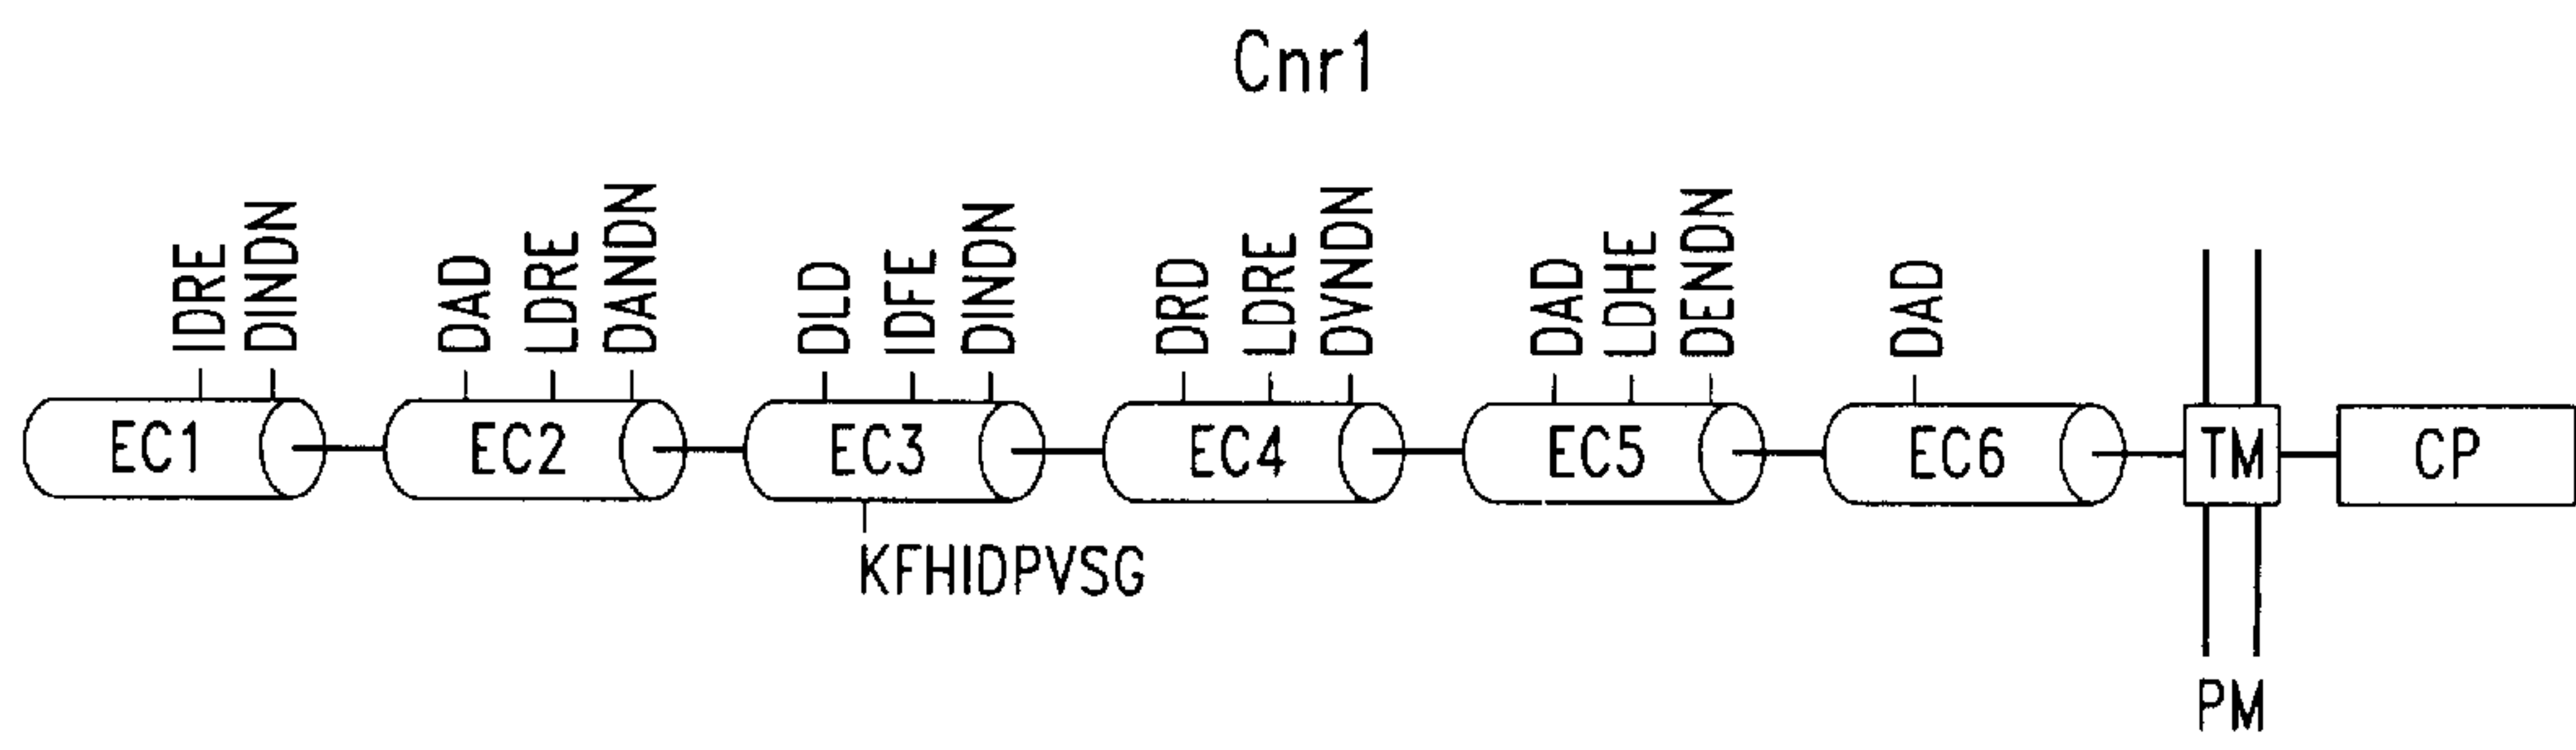 Cnr1
IDRE
DINDN
DAD
LDRE
DANDN
DLD
IDFE
DINDN
DRD
LDRE
DVNDN
DAD
LDHE
DENDN
DAD
EC1
EC2
EC3
EC4
EC5
EC6
TM
CP
KFHIDPVSG
PM